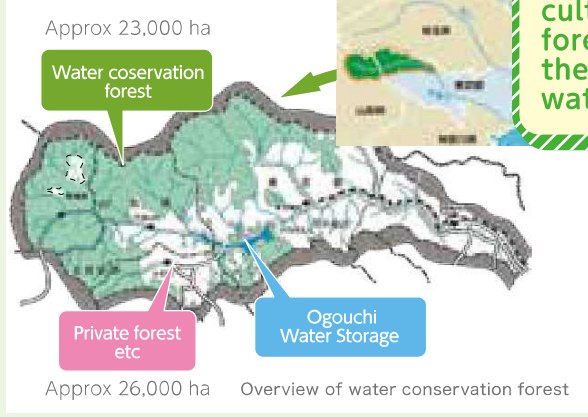 Approx 23,000 ha
Water coservation
forest
cult
fore
the
wat
Ogouchi
Water Storage
Private forest
etc
Approx 26,000 ha
Overview of water conservation forest